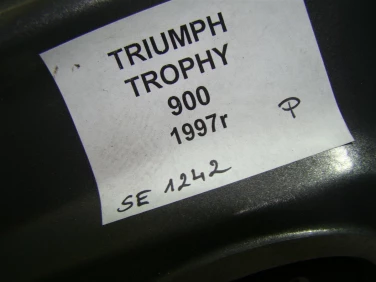 TRIUMPH
TROPHY
900
1997r
P
SE 1242